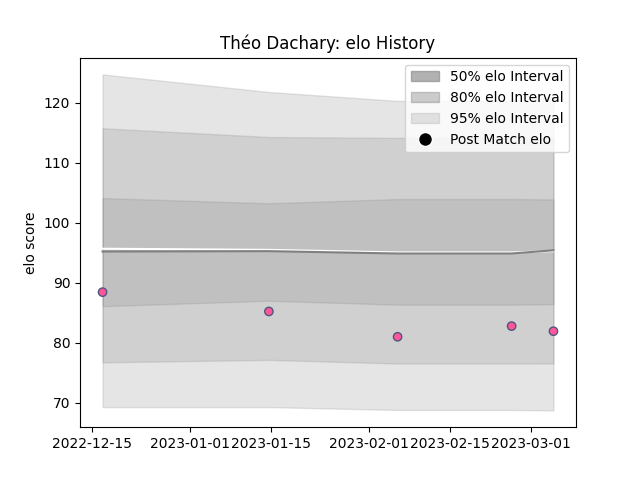 Théo Dachary: elo History
50% elo Interval
80% elo Interval
95% elo Interval
Post Match elo
elo score
120
110
100
90
80
70
2022-12-15 2023-01-01 2023-01-15 2023-02-01 2023-02-15 2023-03-01